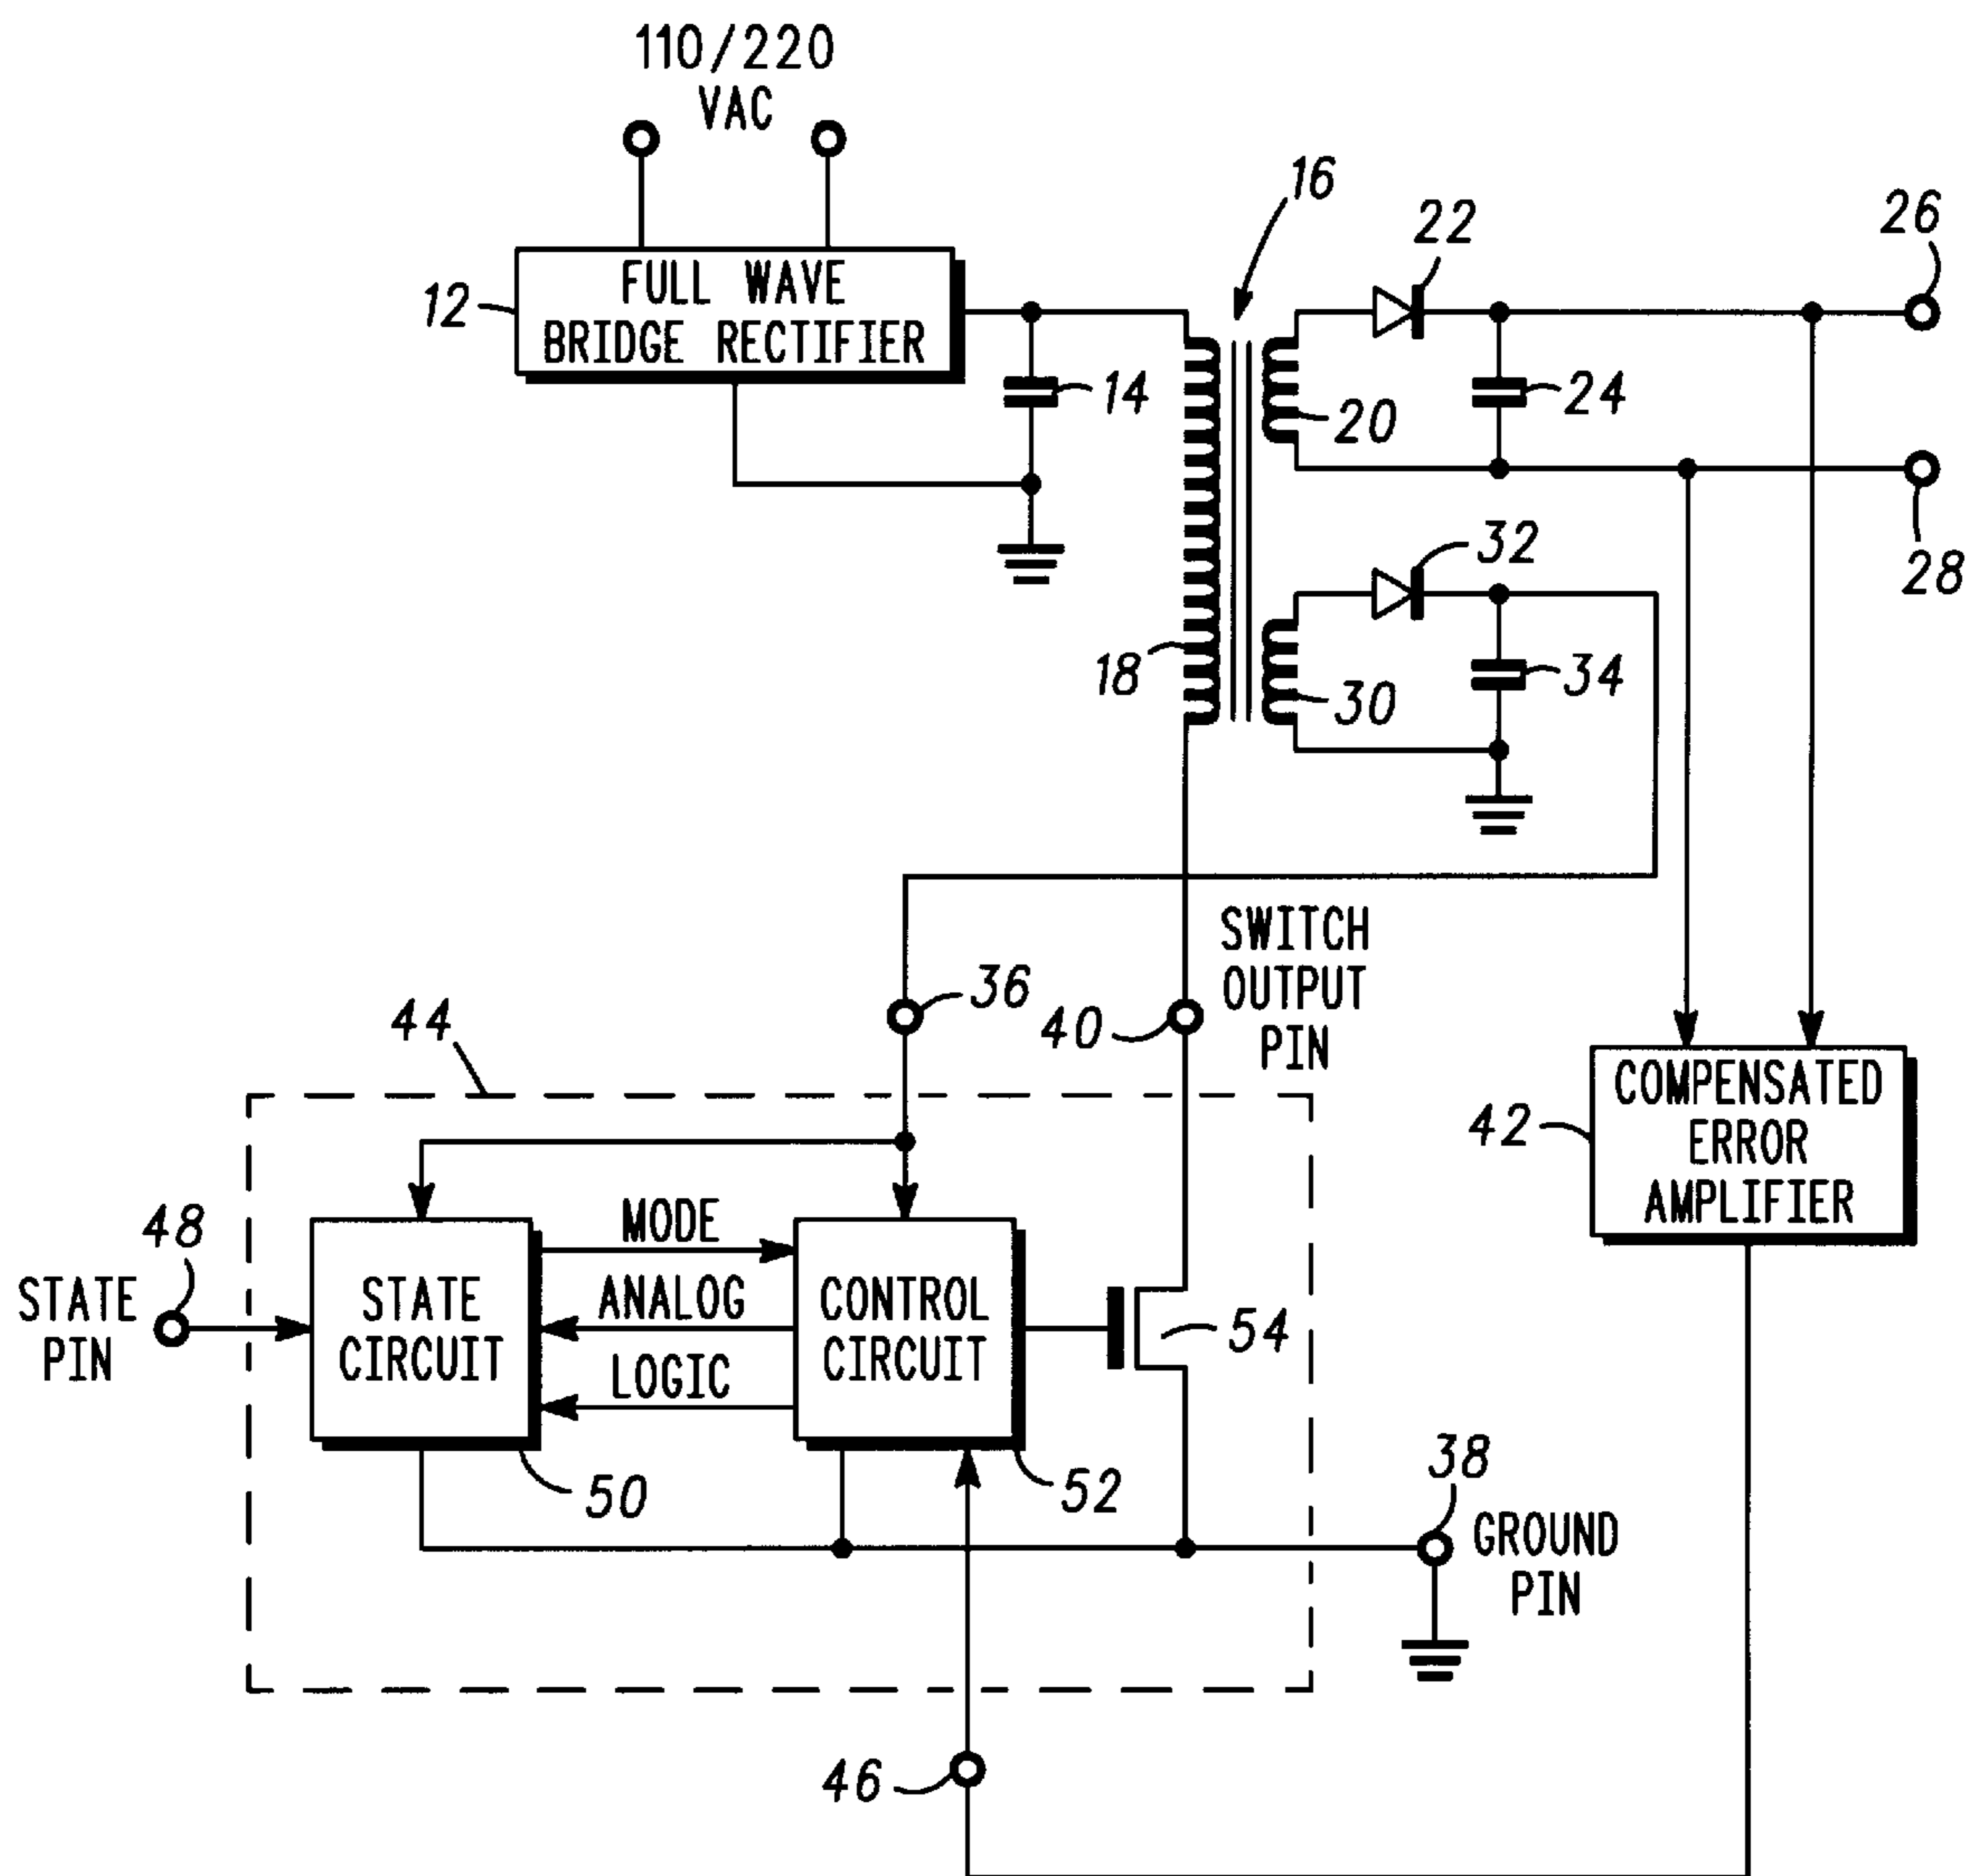 110/220
VAC
16
22
26
12
FULL WAVE
BRIDGE RECTIFIER
14
20
24
28
32
18
30
34
SWITCH
OUTPUT
PIN
36
40
44
COMPENSATED
ERROR
AMPLIFIER
42
48
STATE
PIN
STATE
CIRCUIT
MODE
ANALOG
LOGIC
CONTROL
CIRCUIT
54
50
52
38
GROUND
PIN
46